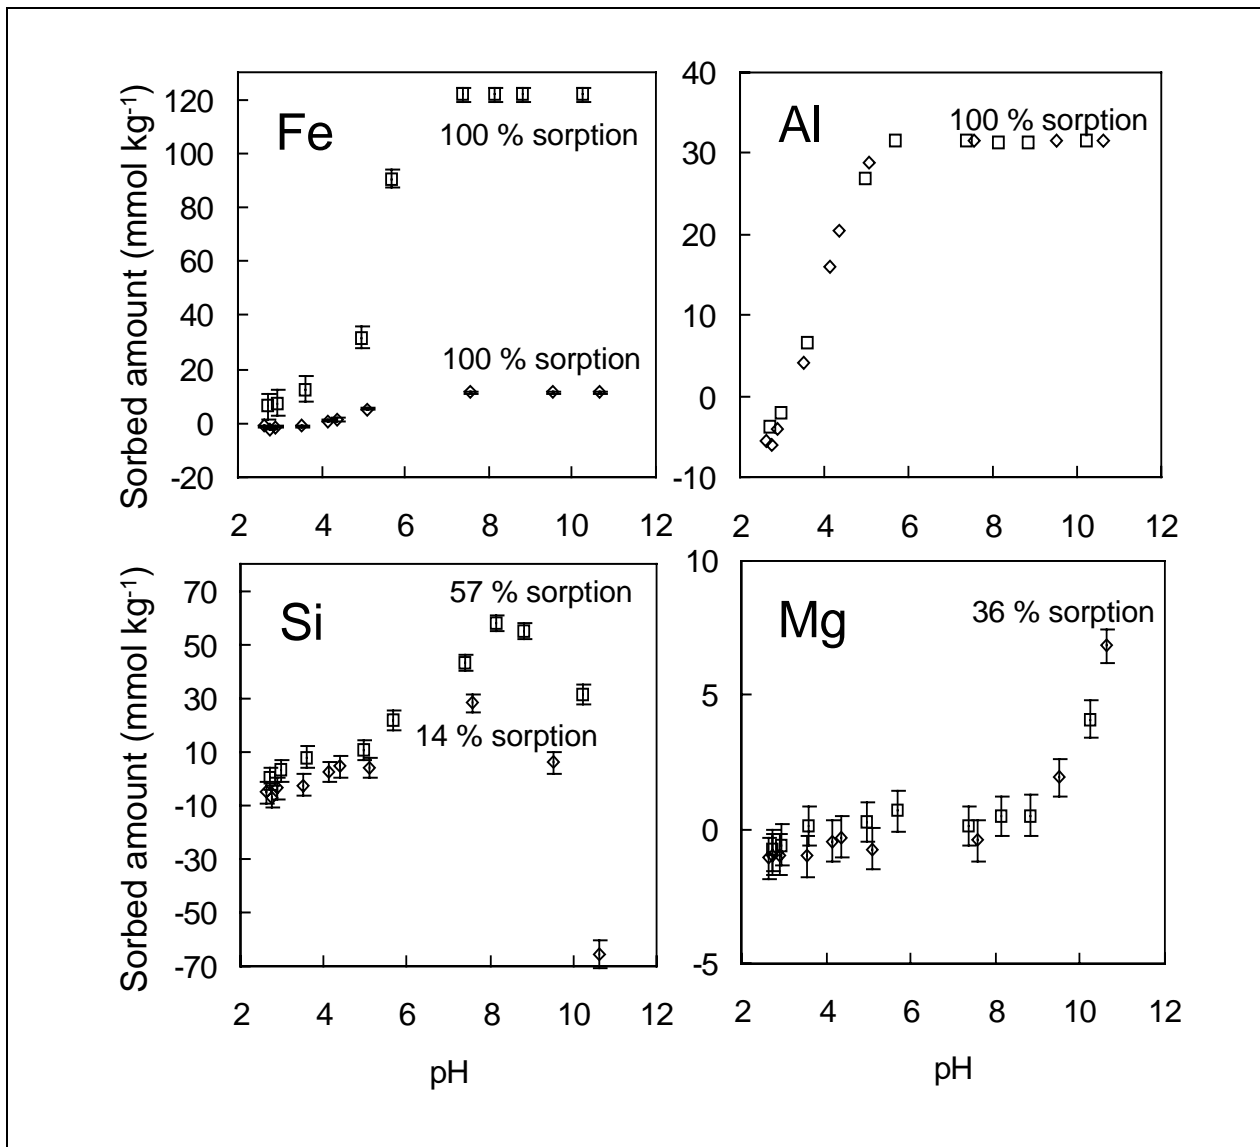 Sorbed amount (mmol kg-1)
120
100
80
60
40
20
0
-20
Fe
100 % sorption
100 % sorption
2 4 6 8 10 12
40
30
20
10
0
-10
Al
100 % sorption
2 4 6 8 10 12
Sorbed amount (mmol kg-1)
70
50
30
10
-10
-30
-50
-70
Si
57 % sorption
14 % sorption
2 4 6 8 10 12
pH
10
5
0
-5
Mg
36 % sorption
2 4 6 8 10 12
pH